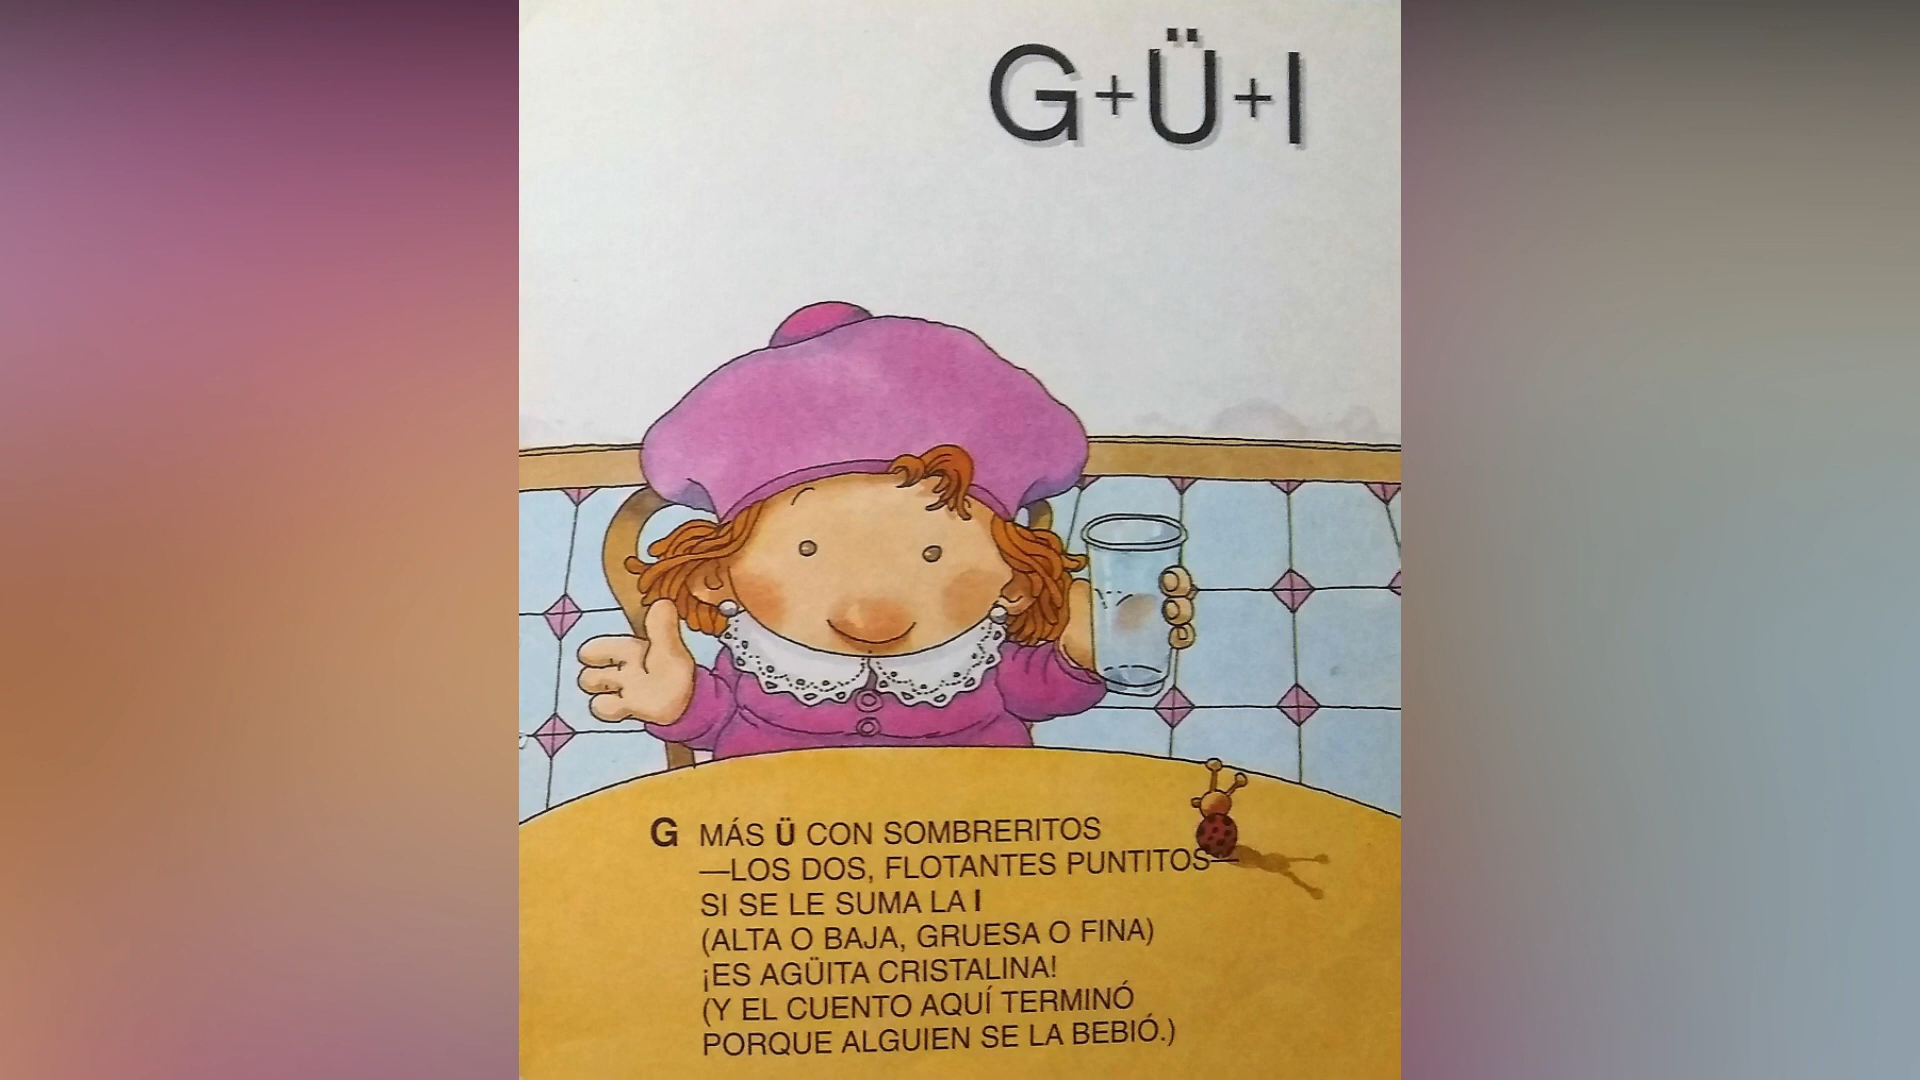 G+Ü+I
G MÁS Ü CON SOMBRERITOS
—LOS DOS, FLOTANTES PUNTITOS—
SI SE LE SUMA LA I
(ALTA O BAJA, GRUESA O FINA)
¡ES AGÜITA CRISTALINA!
(Y EL CUENTO AQUÍ TERMINÓ
PORQUE ALGUIEN SE LA BEBIÓ.)